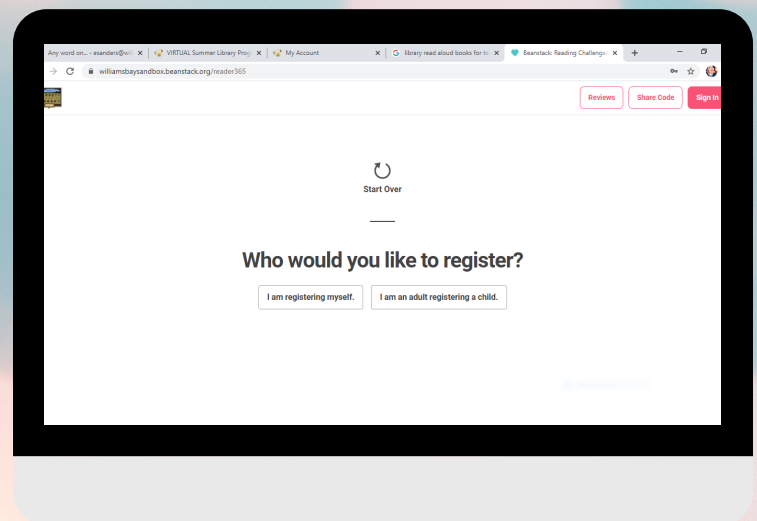 Any word on... - esanders@wil
VIRTUAL Summer Library Prog
My Account
library read aloud books for te
Beanstack: Reading Challenge
williamsbaysandbox.beanstack.org/reader365
Reviews
Share Code
Sign In
Start Over
Who would you like to register?
I am registering myself.
I am an adult registering a child.